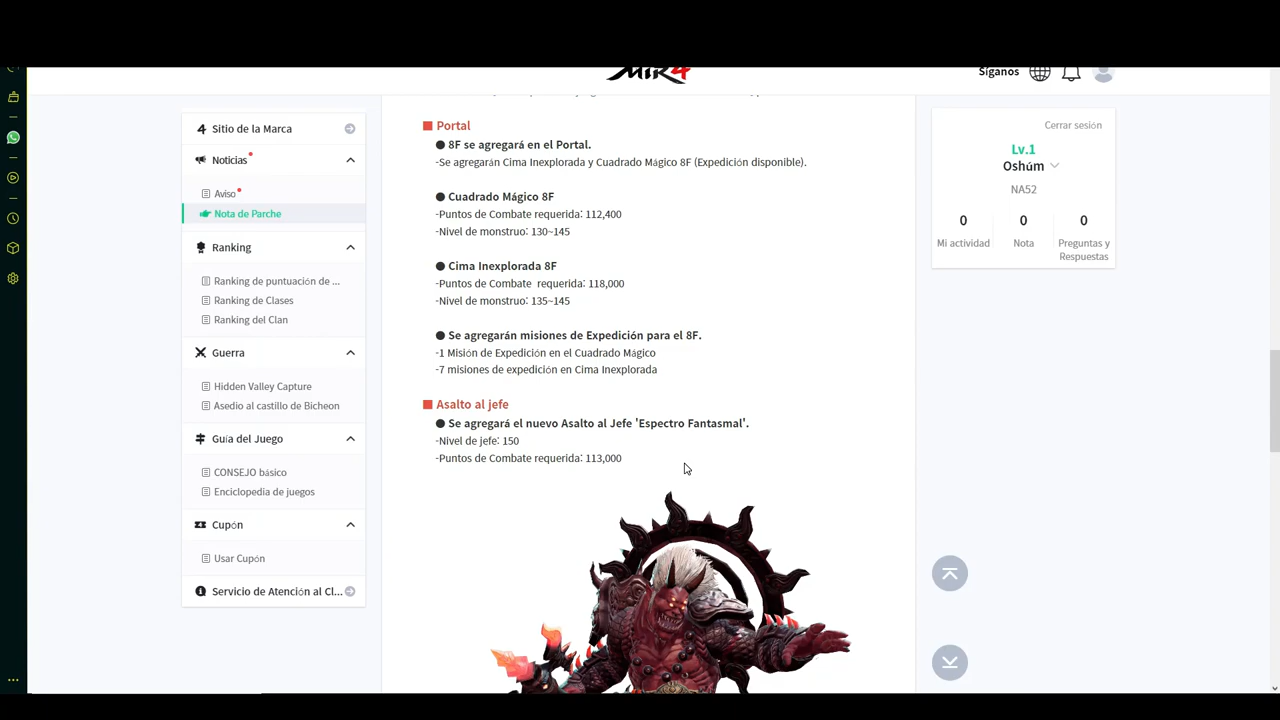 MIR4
Síganos
4 Sitio de la Marca
Noticias
Aviso
Nota de Parche
Ranking
Ranking de puntuación de ...
Ranking de Clases
Ranking del Clan
Guerra
Hidden Valley Capture
Asedio al castillo de Bicheon
Guía del Juego
CONSEJO básico
Enciclopedia de juegos
Cupón
Usar Cupón
Servicio de Atención al Cl...
Portal
8F se agregará en el Portal.
-Se agregarán Cima Inexplorada y Cuadrado Mágico 8F (Expedición disponible).
Cuadrado Mágico 8F
-Puntos de Combate requerida: 112,400
-Nivel de monstruo: 130~145
Cima Inexplorada 8F
-Puntos de Combate requerida: 118,000
-Nivel de monstruo: 135~145
Se agregarán misiones de Expedición para el 8F.
-1 Misión de Expedición en el Cuadrado Mágico
-7 misiones de expedición en Cima Inexplorada
Asalto al jefe
Se agregará el nuevo Asalto al Jefe 'Espectro Fantasmal'.
-Nivel de jefe: 150
-Puntos de Combate requerida: 113,000
Cerrar sesión
Lv.1
Oshúm
NA52
0 0 0
Mi actividad Nota Preguntas y
Respuestas